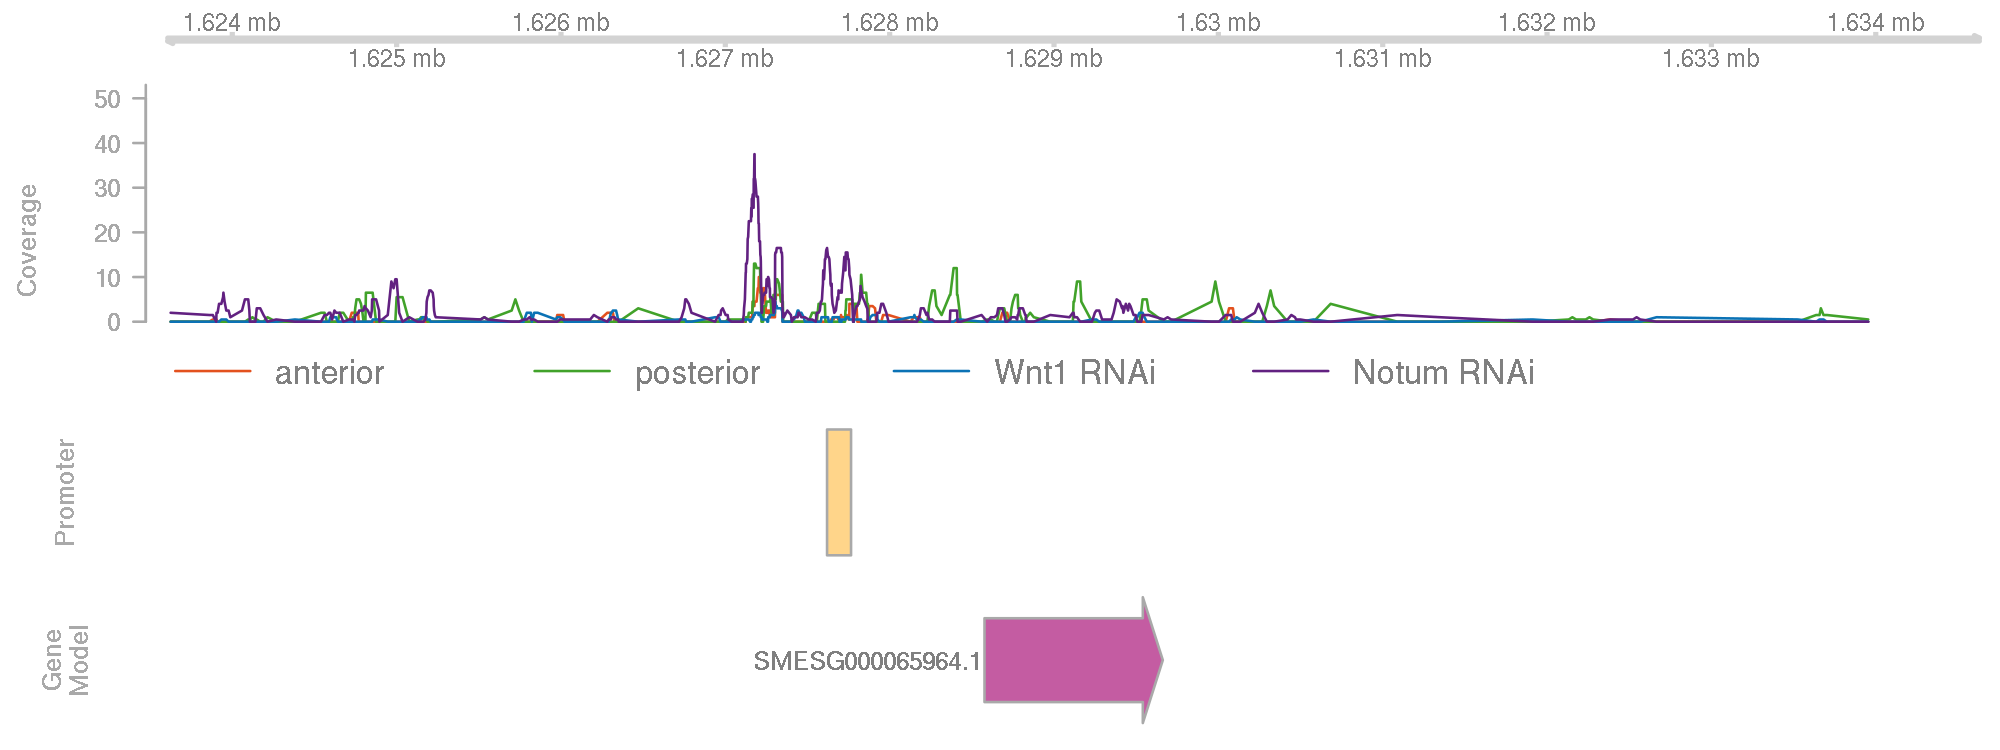 1.624 mb 1.626 mb 1.628 mb 1.63 mb 1.632 mb 1.634 mb
1.625 mb 1.627 mb 1.629 mb 1.631 mb 1.633 mb
50
40
30
20
10
0
Coverage
anterior posterior Wnt1 RNAi Notum RNAi
Promoter
Gene
Model
SMESG000065964.1